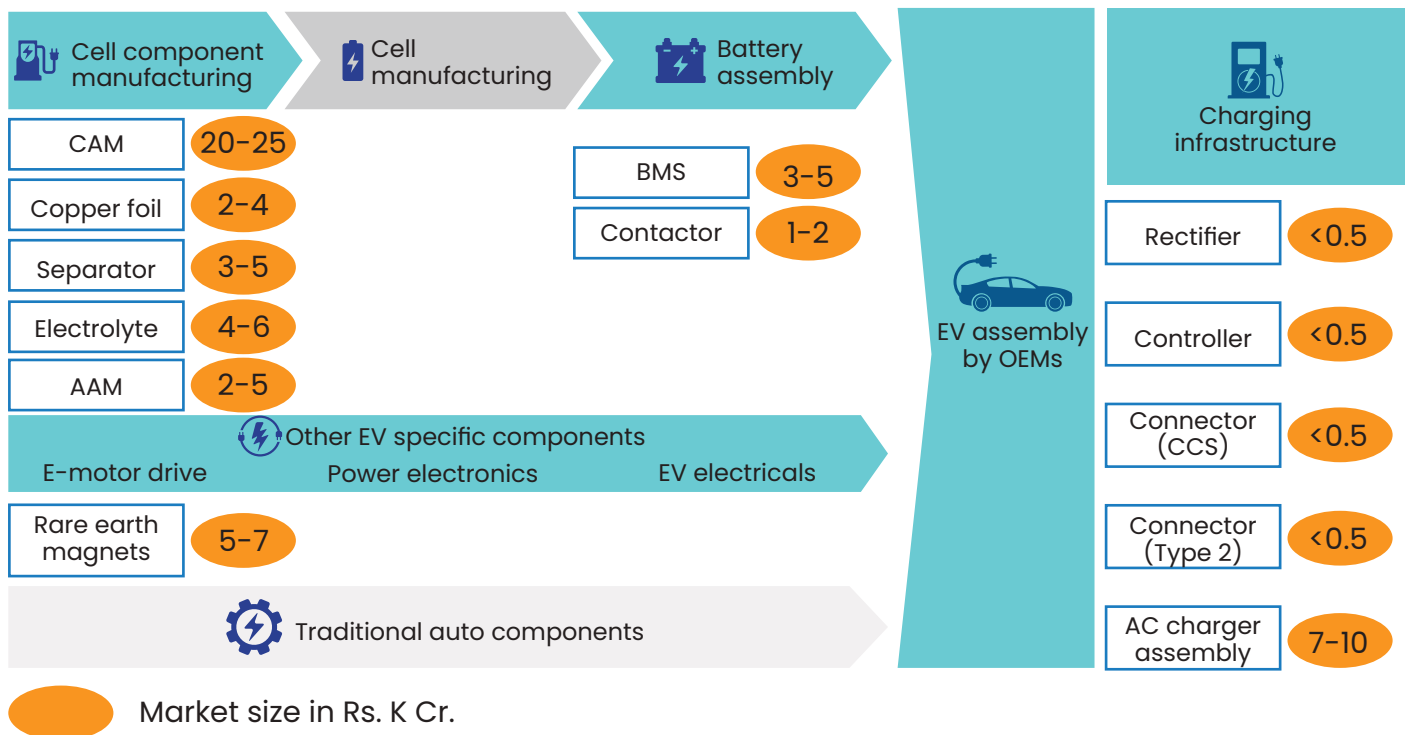 Cell component
manufacturing
Cell
manufacturing
Battery
assembly
CAM
20-25
Copper foil
2-4
Separator
3-5
Electrolyte
4-6
AAM
2-5
BMS
3-5
Contactor
1-2
Other EV specific components
E-motor drive
Power electronics
EV electricals
Rare earth
magnets
5-7
Traditional auto components
EV assembly
by OEMs
Charging
infrastructure
Rectifier
<0.5
Controller
<0.5
Connector
(CCS)
<0.5
Connector
(Type 2)
<0.5
AC charger
assembly
7-10
Market size in Rs. K Cr.